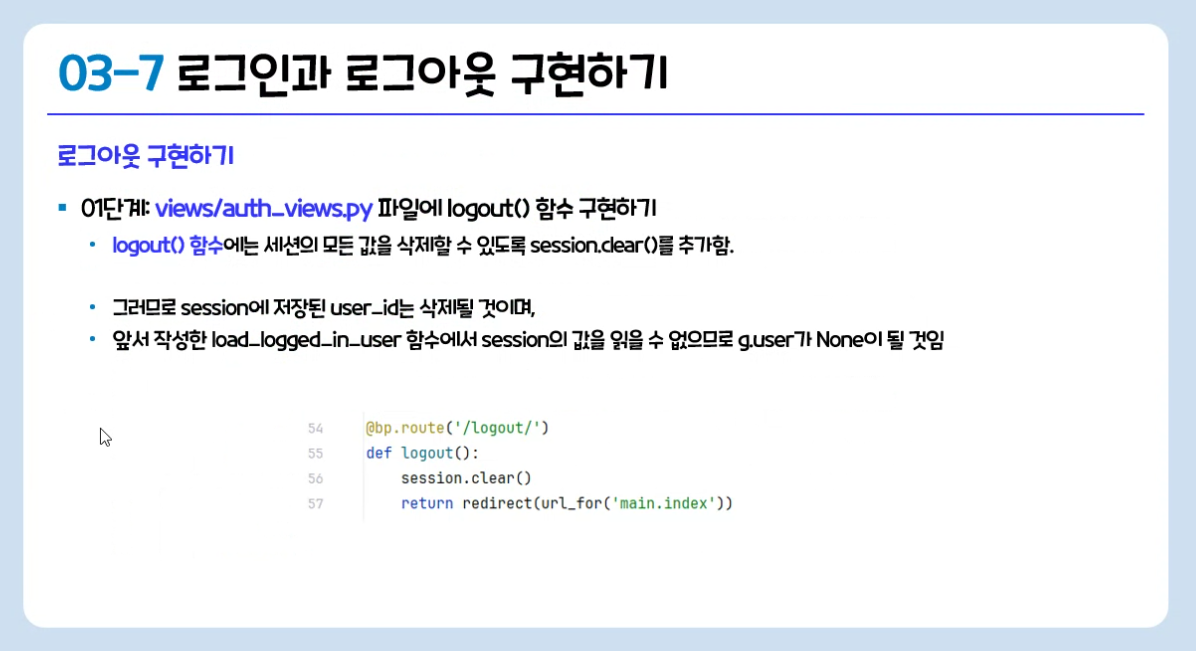 03-7 로그인과 로그아웃 구현하기
로그아웃 구현하기
01단계: views/auth_views.py 파일에 logout() 함수 구현하기
logout() 함수에는 세션의 모든 값을 삭제할 수 있도록 session.clear()를 추가함.
그러므로 session에 저장된 user_id는 삭제될 것이며,
앞서 작성한 load_logged_in_user 함수에서 session의 값을 읽을 수 없으므로 g.user가 None이 될 것임
54 @bp.route('/logout/')
55 def logout():
56 session.clear()
57 return redirect(url_for('main.index'))